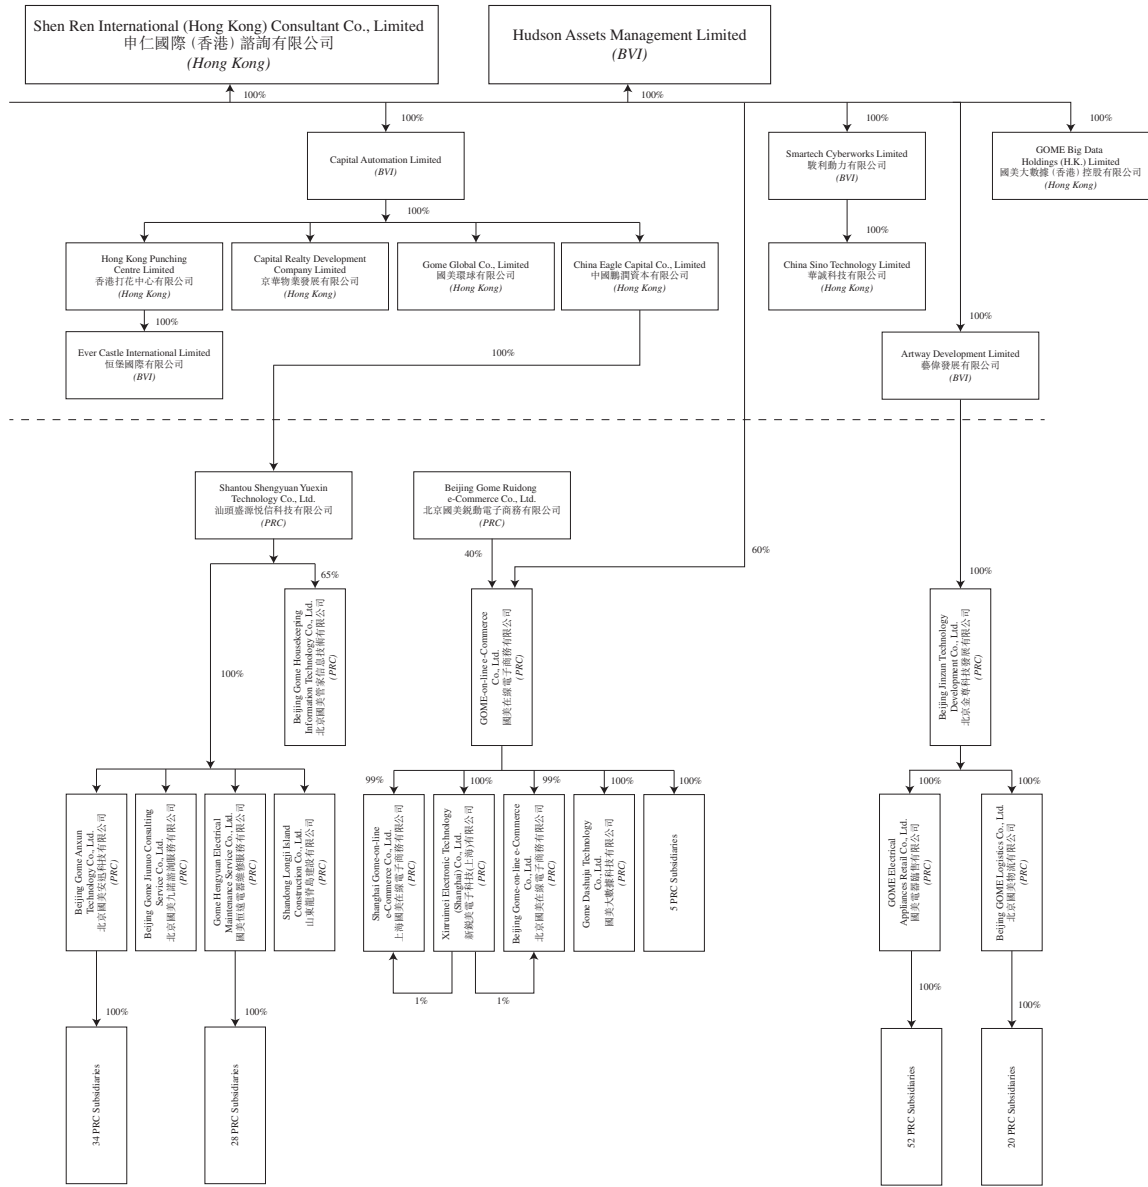 Shen Ren International (Hong Kong) Consultant Co., Limited
申仁國際（香港）諮詢有限公司
(Hong Kong)
Hudson Assets Management Limited
(BVI)
100%
100%
100%
60%
100%
100%
100%
Capital Automation Limited
(BVI)
Smartech Cyberworks Limited
駿利動力有限公司
(BVI)
GOME Big Data
Holdings (H.K.) Limited
國美大數據（香港）控股有限公司
(Hong Kong)
100%
100%
Hong Kong Punching
Centre Limited
香港打花中心有限公司
(Hong Kong)
Capital Realty Development
Company Limited
京華物業發展有限公司
(Hong Kong)
Gome Global Co., Limited
國美環球有限公司
(Hong Kong)
China Eagle Capital Co., Limited
中國鵬潤資本有限公司
(Hong Kong)
China Sino Technology Limited
華誠科技有限公司
(Hong Kong)
100%
100%
Ever Castle International Limited
恒堡國際有限公司
(BVI)
Artway Development Limited
藝偉發展有限公司
(BVI)
Shantou Shengyuan Yuexin
Technology Co., Ltd.
汕頭盛源悅信科技有限公司
(PRC)
Beijing Gome Ruidong
e-Commerce Co., Ltd.
北京國美銳動電子商務有限公司
(PRC)
40%
65%
100%
Beijing Gome Housekeeping
Information Technology Co., Ltd.
北京國美管家信息技術有限公司
(PRC)
GOME-on-line e-Commerce
Co., Ltd.
國美在線電子商務有限公司
(PRC)
Beijing Jinzun Technology
Development Co., Ltd.
北京金尊科技發展有限公司
(PRC)
100%
99%
100%
99%
100%
100%
100%
100%
Beijing Gome Anxun
Technology Co., Ltd.
北京國美安迅科技有限公司
(PRC)
Beijing Gome Jiunuo Consulting
Service Co., Ltd.
北京國美九諾諮詢服務有限公司
(PRC)
Gome Hengyuan Electrical
Maintenance Service Co., Ltd.
國美恒遠電器維修服務有限公司
(PRC)
Shandong Longji Island
Construction Co., Ltd.
山東龍脊島建設有限公司
(PRC)
Shanghai Gome-on-line
e-Commerce Co., Ltd.
上海國美在線電子商務有限公司
(PRC)
Xinruimei Electronic Technology
(Shanghai) Co., Ltd.
新銳美電子科技(上海)有限公司
(PRC)
Beijing Gome-on-line e-Commerce
Co., Ltd.
北京國美在線電子商務有限公司
(PRC)
Gome Dashuju Technology
Co., Ltd.
國美大數據科技有限公司
(PRC)
5 PRC Subsidiaries
GOME Electrical
Appliances Retail Co., Ltd.
國美電器零售有限公司
(PRC)
Beijing GOME Logistics Co., Ltd.
北京國美物流有限公司
(PRC)
1%
1%
100%
100%
100%
100%
34 PRC Subsidiaries
28 PRC Subsidiaries
52 PRC Subsidiaries
20 PRC Subsidiaries